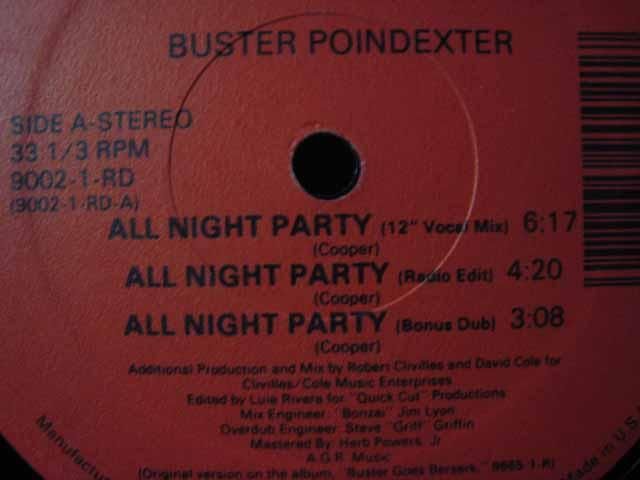 BUSTER POINDEXTER
SIDE A-STEREO
33 1/3 RPM
9002-1-RD
(9002-1-RD-A)
ALL NIGHT PARTY (12" Vocal Mix) 6:17
(Cooper)
ALL NIGHT PARTY (Radio Edit) 4:20
(Cooper)
ALL NIGHT PARTY (Bonus Dub) 3:08
(Cooper)
Additional Production and Mix by Robert Clivilles and David Cole for
Clivilles/Cole Music Enterprises
Edited by Luie Rivera for "Quick Cut" Productions
Mix Engineer: "Bonzai" Jim Lyon
Overdub Engineer: Steve "Griff" Griffin
Mastered By: Herb Powers, Jr
A.G.R. Music
(Original version on the album, "Buster Goes Berserk," 9665-1-R)
Manufactur
Made in U.S.